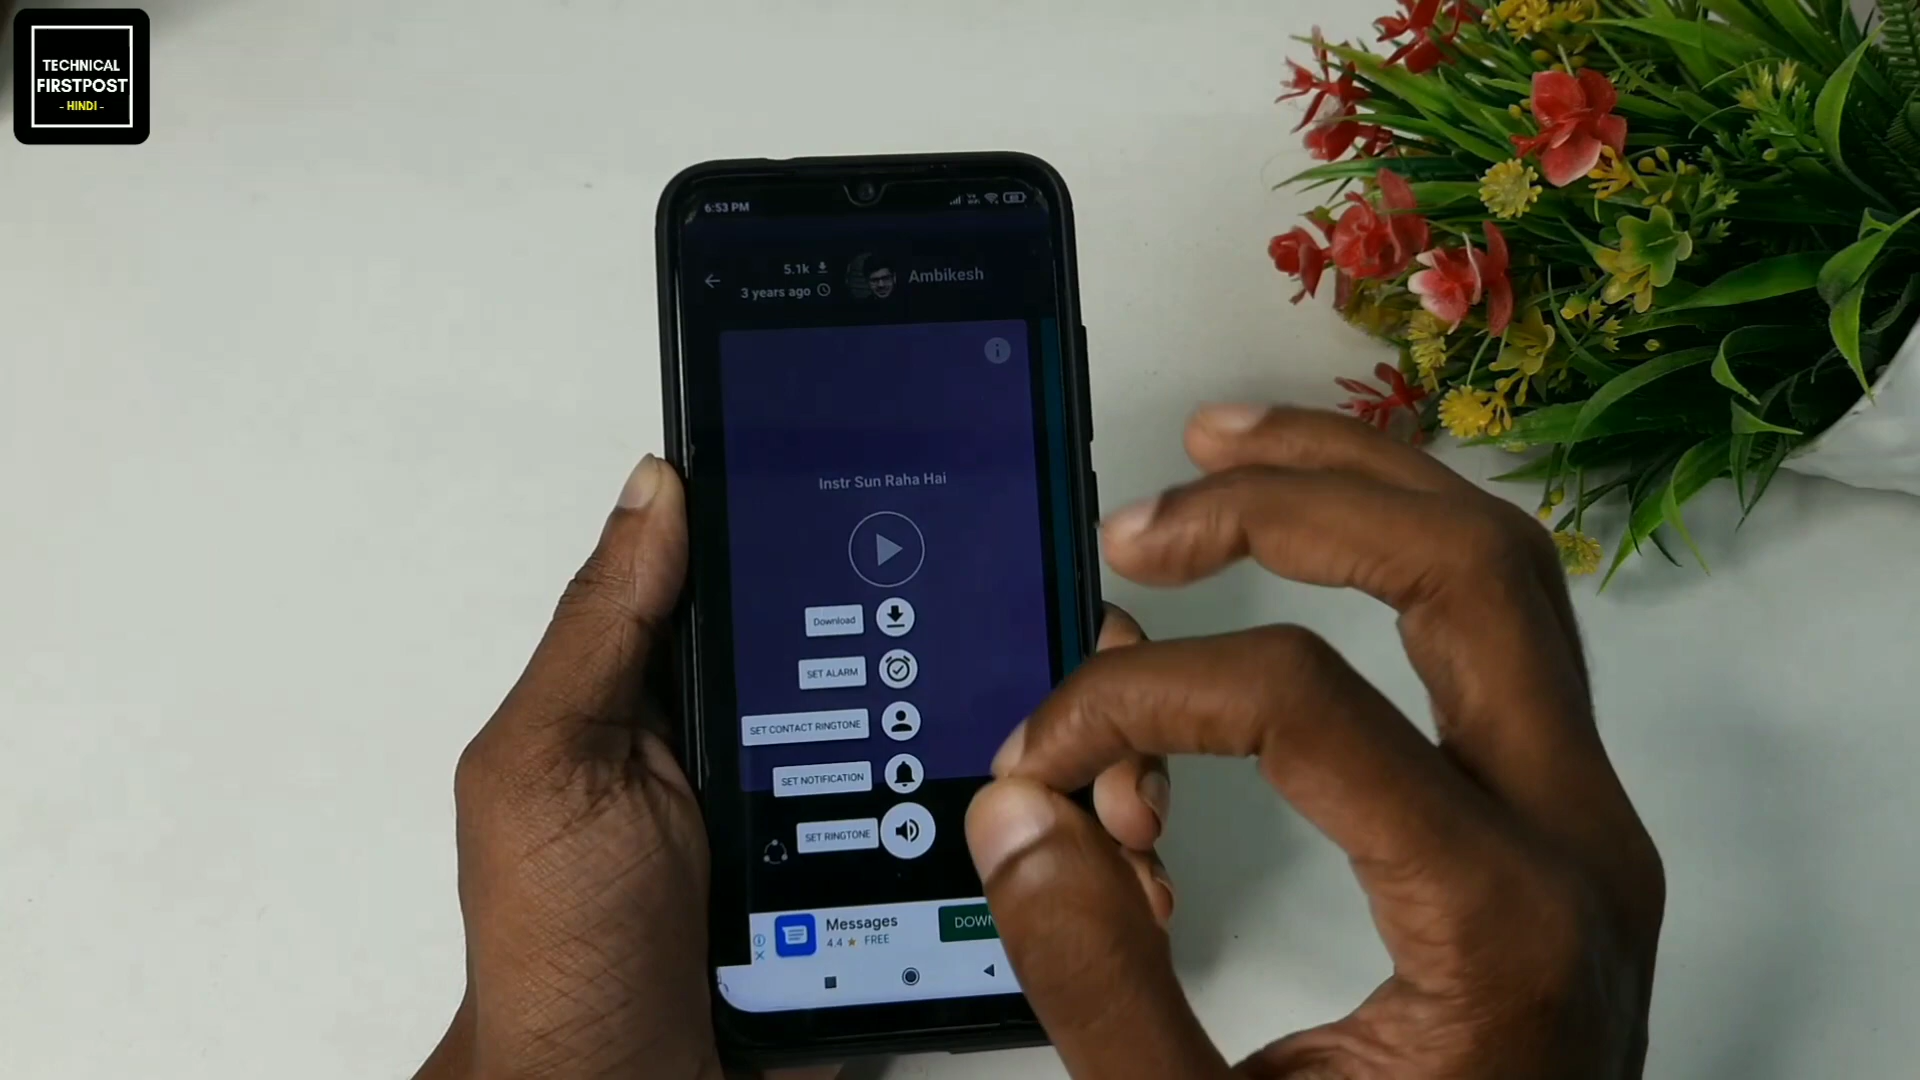 TECHNICAL
FIRSTPOST
- HINDI -
6:53 PM
5.1k
3 years ago
Ambikesh
Instr Sun Raha Hai
Download
SET ALARM
SET CONTACT RINGTONE
SET NOTIFICATION
SET RINGTONE
Messages
4.4 ★ FREE
DOWN